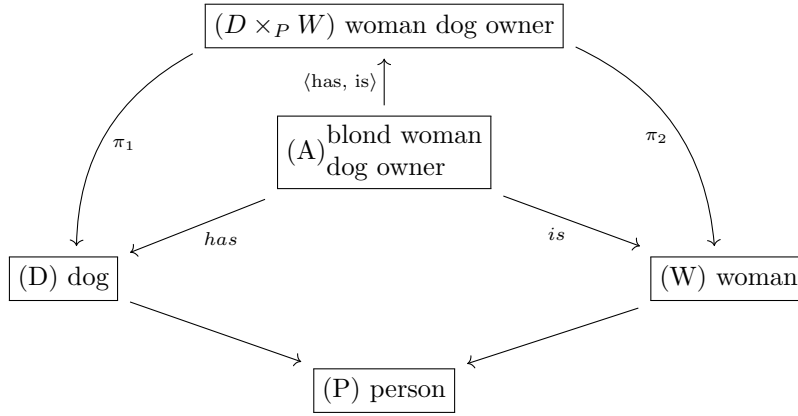 (D ×_P W) woman dog owner
⟨has, is⟩
(A) blond woman
dog owner
π₁
π₂
has
is
(D) dog
(W) woman
(P) person